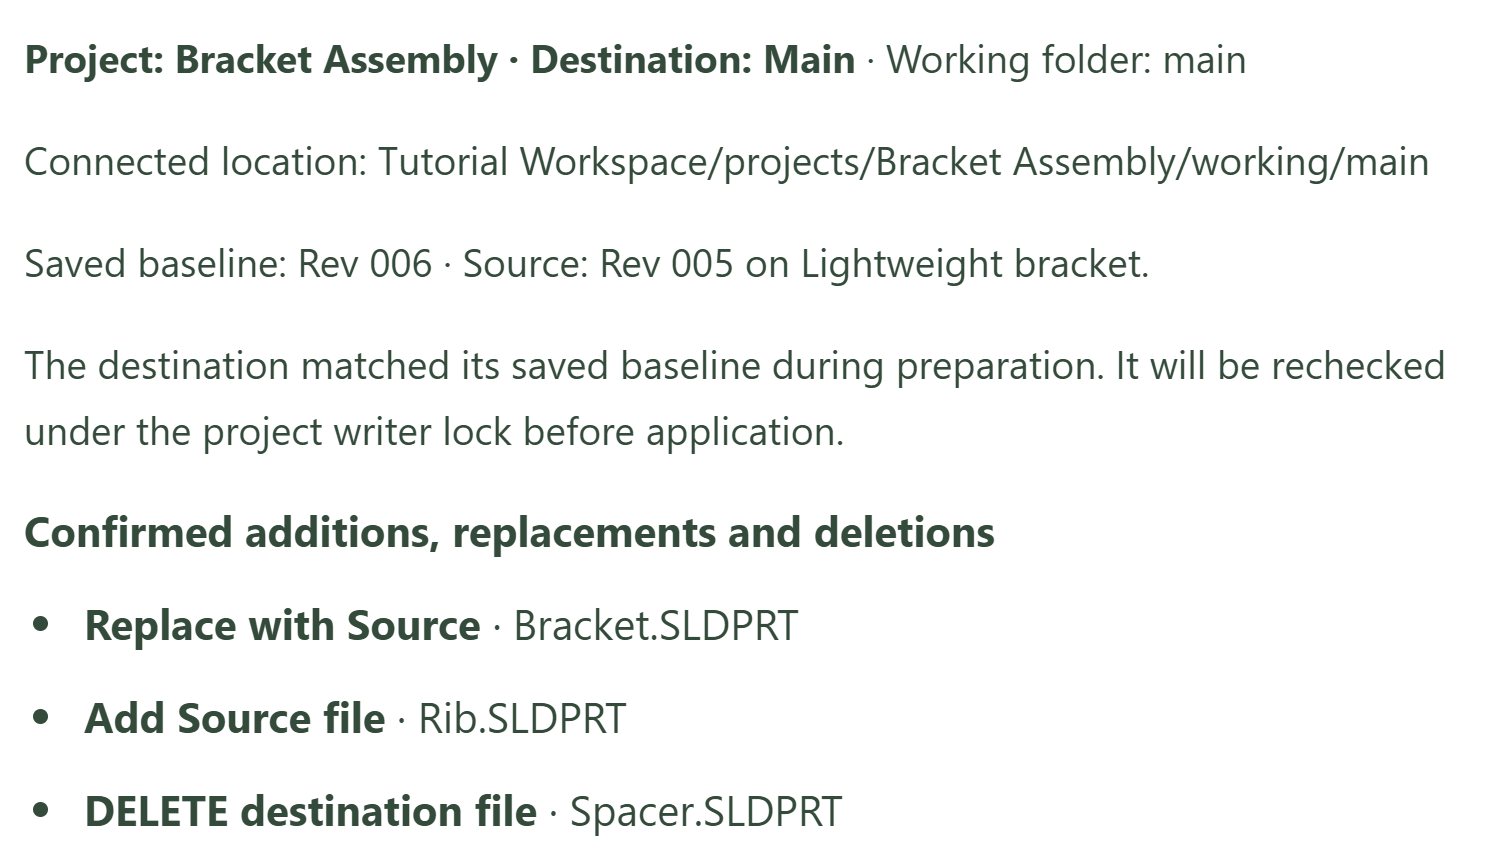 Project: Bracket Assembly · Destination: Main · Working folder: main
Connected location: Tutorial Workspace/projects/Bracket Assembly/working/main
Saved baseline: Rev 006 · Source: Rev 005 on Lightweight bracket.
The destination matched its saved baseline during preparation. It will be rechecked
under the project writer lock before application.
Confirmed additions, replacements and deletions
• Replace with Source · Bracket.SLDPRT
• Add Source file · Rib.SLDPRT
• DELETE destination file · Spacer.SLDPRT